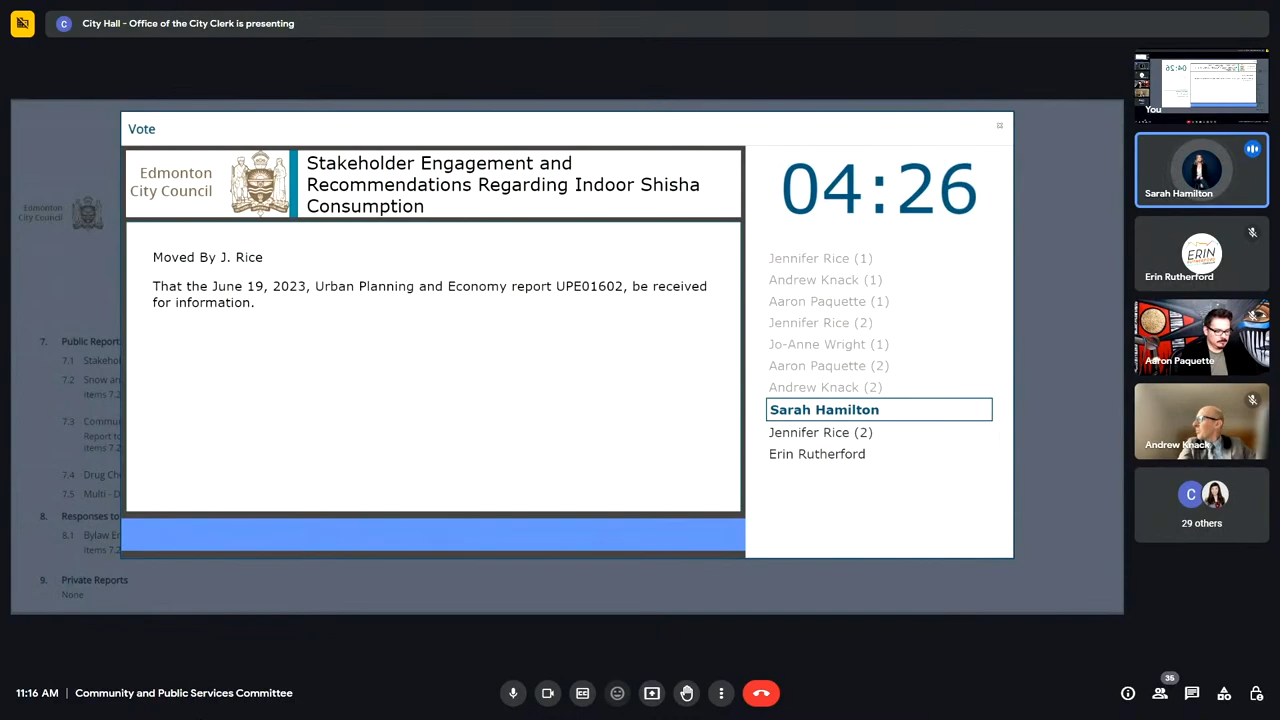 City Hall - Office of the City Clerk is presenting
C
Vote
Edmonton
City Council
Stakeholder Engagement and
Recommendations Regarding Indoor Shisha
Consumption
Moved By J. Rice
That the June 19, 2023, Urban Planning and Economy report UPE01602, be received
for information.
04:26
Jennifer Rice (1)
Andrew Knack (1)
Aaron Paquette (1)
Jennifer Rice (2)
Jo-Anne Wright (1)
Aaron Paquette (2)
Andrew Knack (2)
Sarah Hamilton
Jennifer Rice (2)
Erin Rutherford
Edmonton
City Council
7. Public Report
7.1 Stakehol
7.2 Snow an
Items 7.2
7.3 Commu
Report to
Items 7.2
7.4 Drug Che
7.5 Multi - D
8. Responses to
8.1 Bylaw En
Items 7.2
9. Private Reports
None
04:26
You
Sarah Hamilton
ERIN
RUTHERFORD
Erin Rutherford
Aaron Paquette
Andrew Knack
C
29 others
11:16 AM | Community and Public Services Committee
35